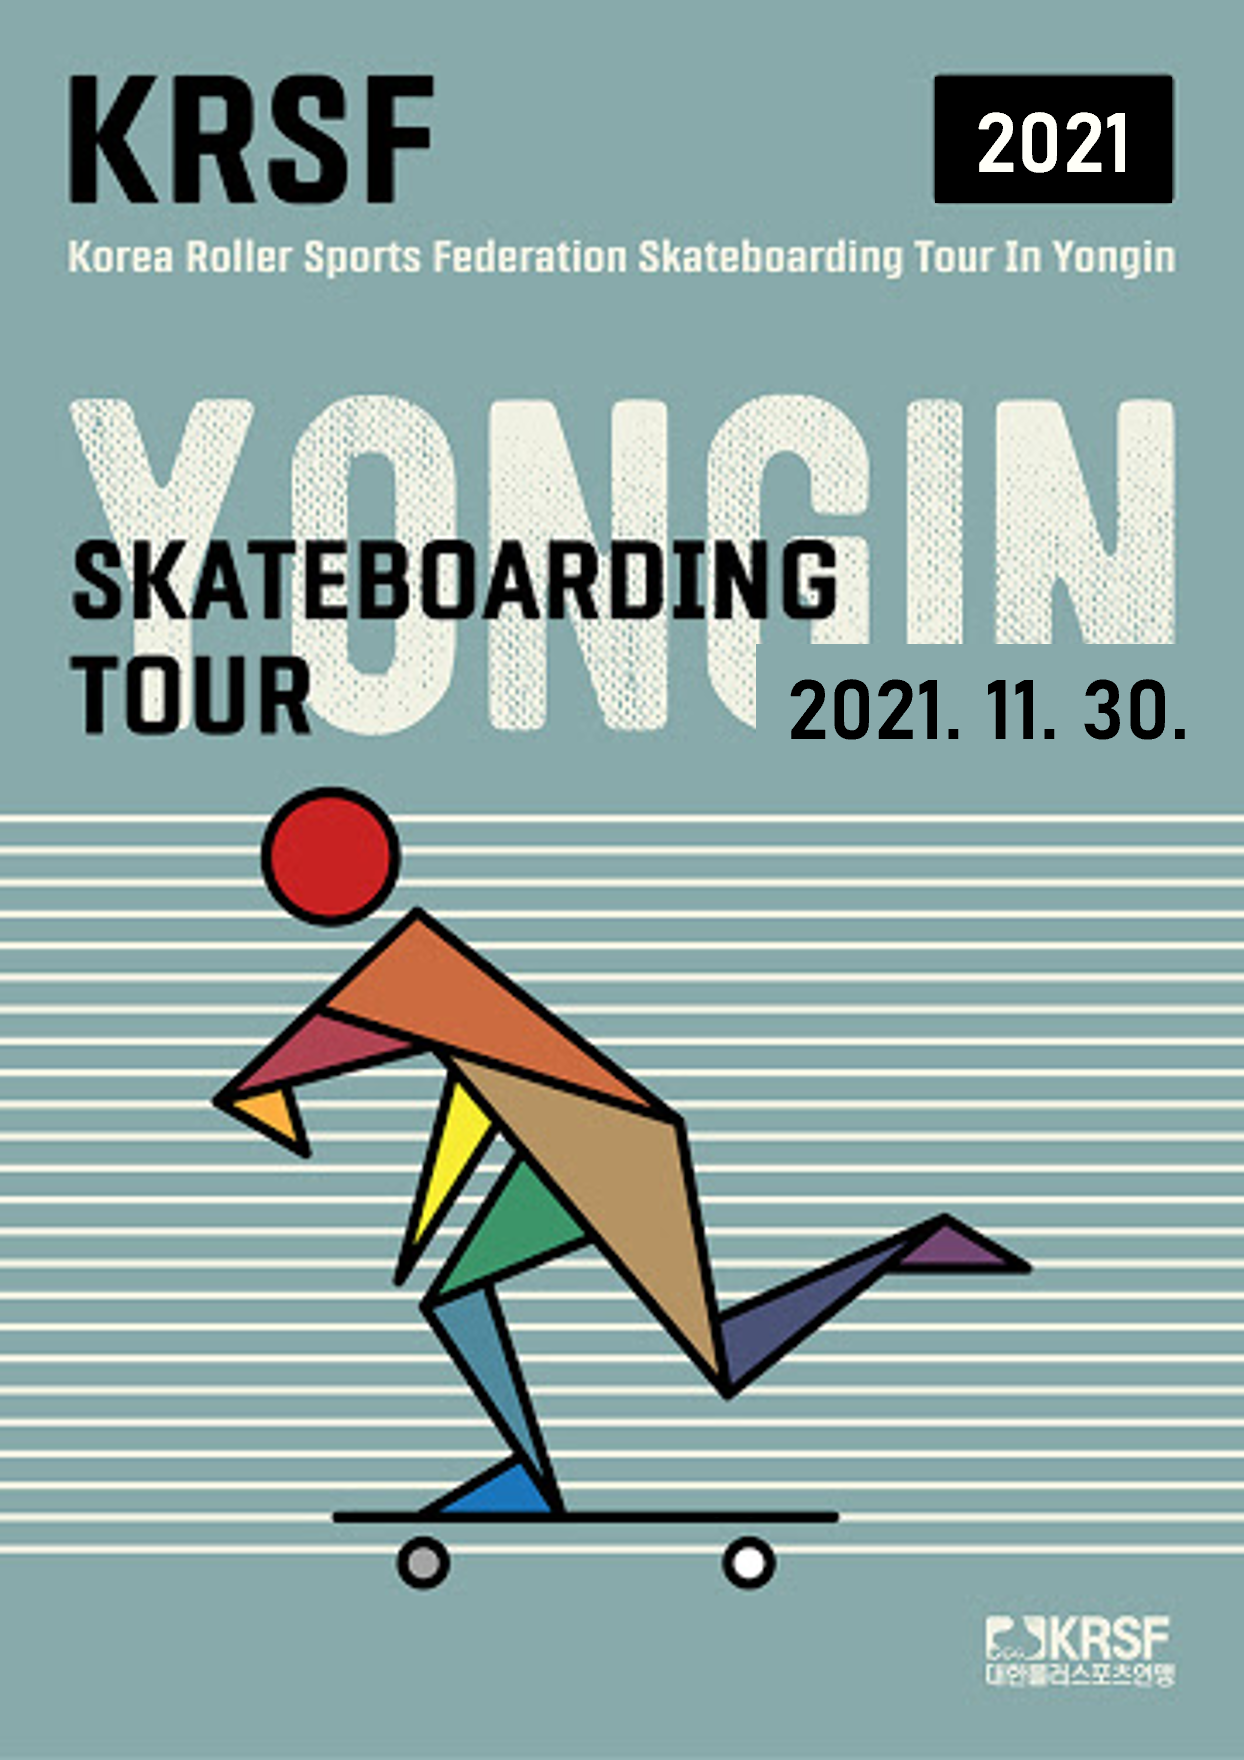 KRSF
2021
Korea Roller Sports Federation Skateboarding Tour In Yongin
YONGIN
SKATEBOARDING
TOUR
2021. 11. 30.
KRSF
대한롤러스포츠연맹